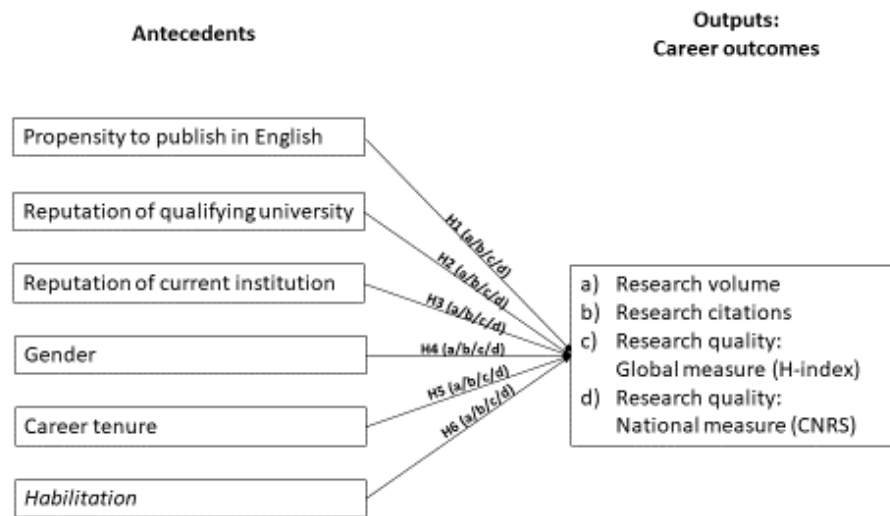 Antecedents
Outputs:
Career outcomes
Propensity to publish in English
Reputation of qualifying university
Reputation of current institution
Gender
Career tenure
Habilitation
H1 (a/b/c/d)
H2 (a/b/c/d)
H3 (a/b/c/d)
H4 (a/b/c/d)
H5 (a/b/c/d)
H6 (a/b/c/d)
a) Research volume
b) Research citations
c) Research quality:
Global measure (H-index)
d) Research quality:
National measure (CNRS)